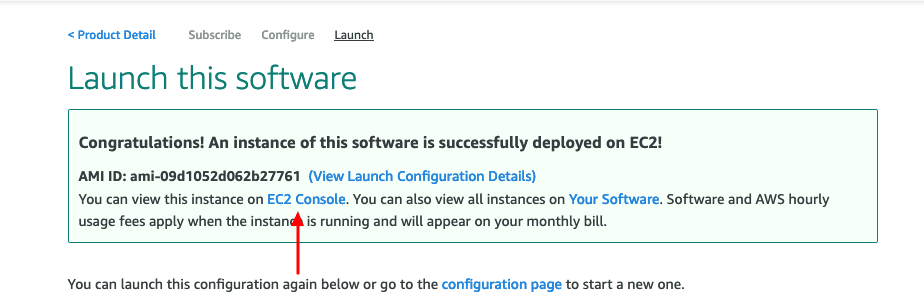 < Product Detail Subscribe Configure Launch
Launch this software
Congratulations! An instance of this software is successfully deployed on EC2!
AMI ID: ami-09d1052d062b27761 (View Launch Configuration Details)
You can view this instance on EC2 Console. You can also view all instances on Your Software. Software and AWS hourly
usage fees apply when the instance is running and will appear on your monthly bill.
You can launch this configuration again below or go to the configuration page to start a new one.